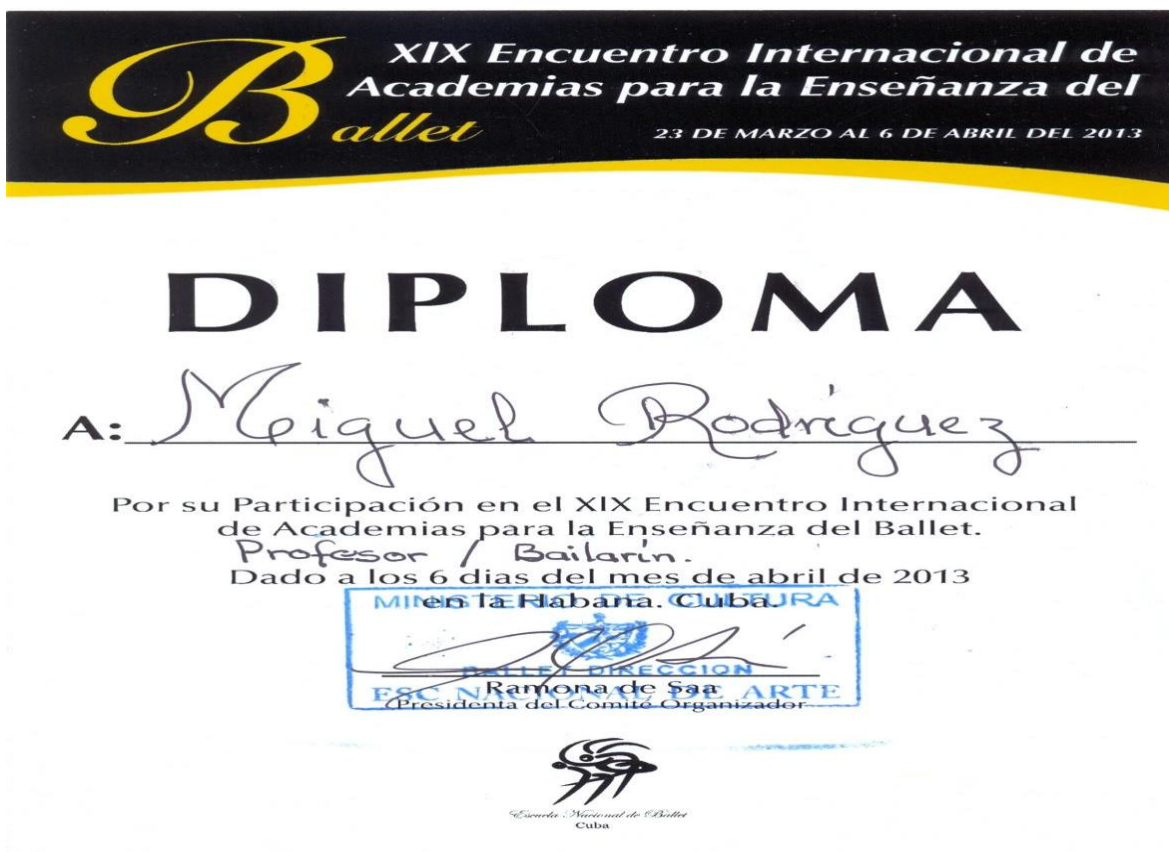 XIX Encuentro Internacional de
Academias para la Enseñanza del
Ballet
23 DE MARZO AL 6 DE ABRIL DEL 2013
DIPLOMA
A: Miguel Rodríguez
Por su Participación en el XIX Encuentro Internacional
de Academias para la Enseñanza del Ballet.
Profesor / Bailarín.
Dado a los 6 dias del mes de abril de 2013
en la Habana. Cuba.
MINISTERIO DE CULTURA
BALLET DIRECCION
Ramona de Saa
ESC NACIONAL DE ARTE
Presidenta del Comité Organizador
Escuela Nacional de Ballet
Cuba